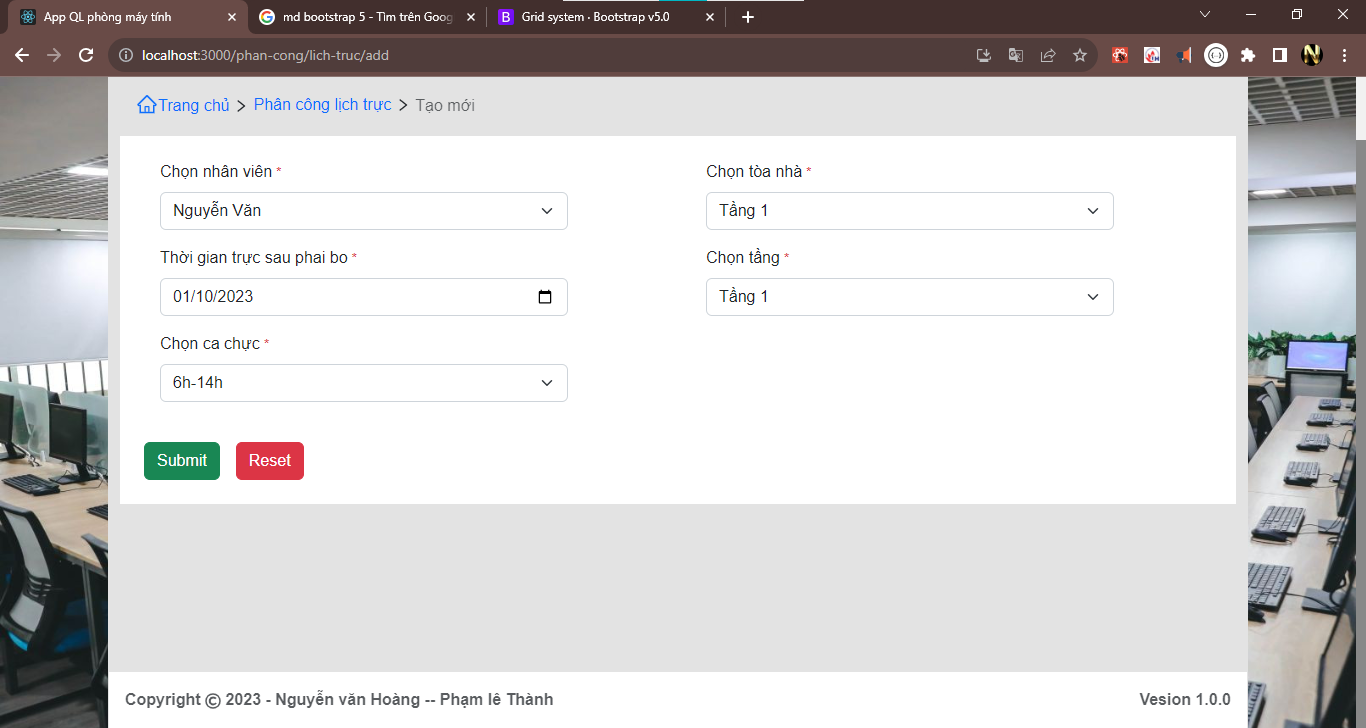 App QL phòng máy tính
md bootstrap 5 - Tìm trên Goog
Grid system · Bootstrap v5.0
localhost:3000/phan-cong/lich-truc/add
Trang chủ > Phân công lịch trực > Tạo mới
Chọn nhân viên *
Nguyễn Văn
Chọn tòa nhà *
Tầng 1
Thời gian trực sau phai bo *
01/10/2023
Chọn tầng *
Tầng 1
Chọn ca chực *
6h-14h
Submit
Reset
Copyright © 2023 - Nguyễn văn Hoàng -- Phạm lê Thành
Vesion 1.0.0